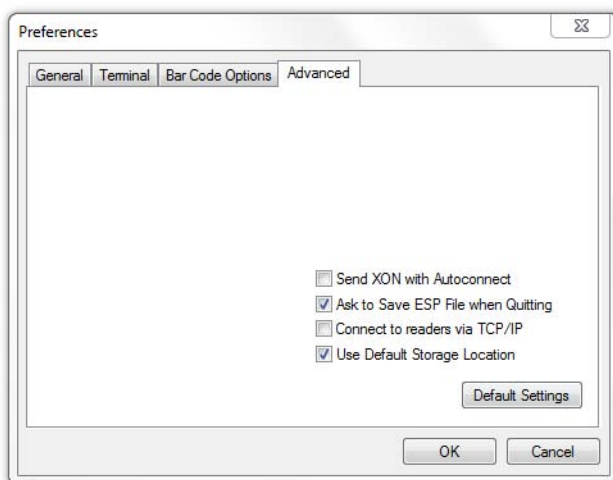 Preferences
General Terminal Bar Code Options Advanced
Send XON with Autoconnect
Ask to Save ESP File when Quitting
Connect to readers via TCP/IP
Use Default Storage Location
Default Settings
OK Cancel